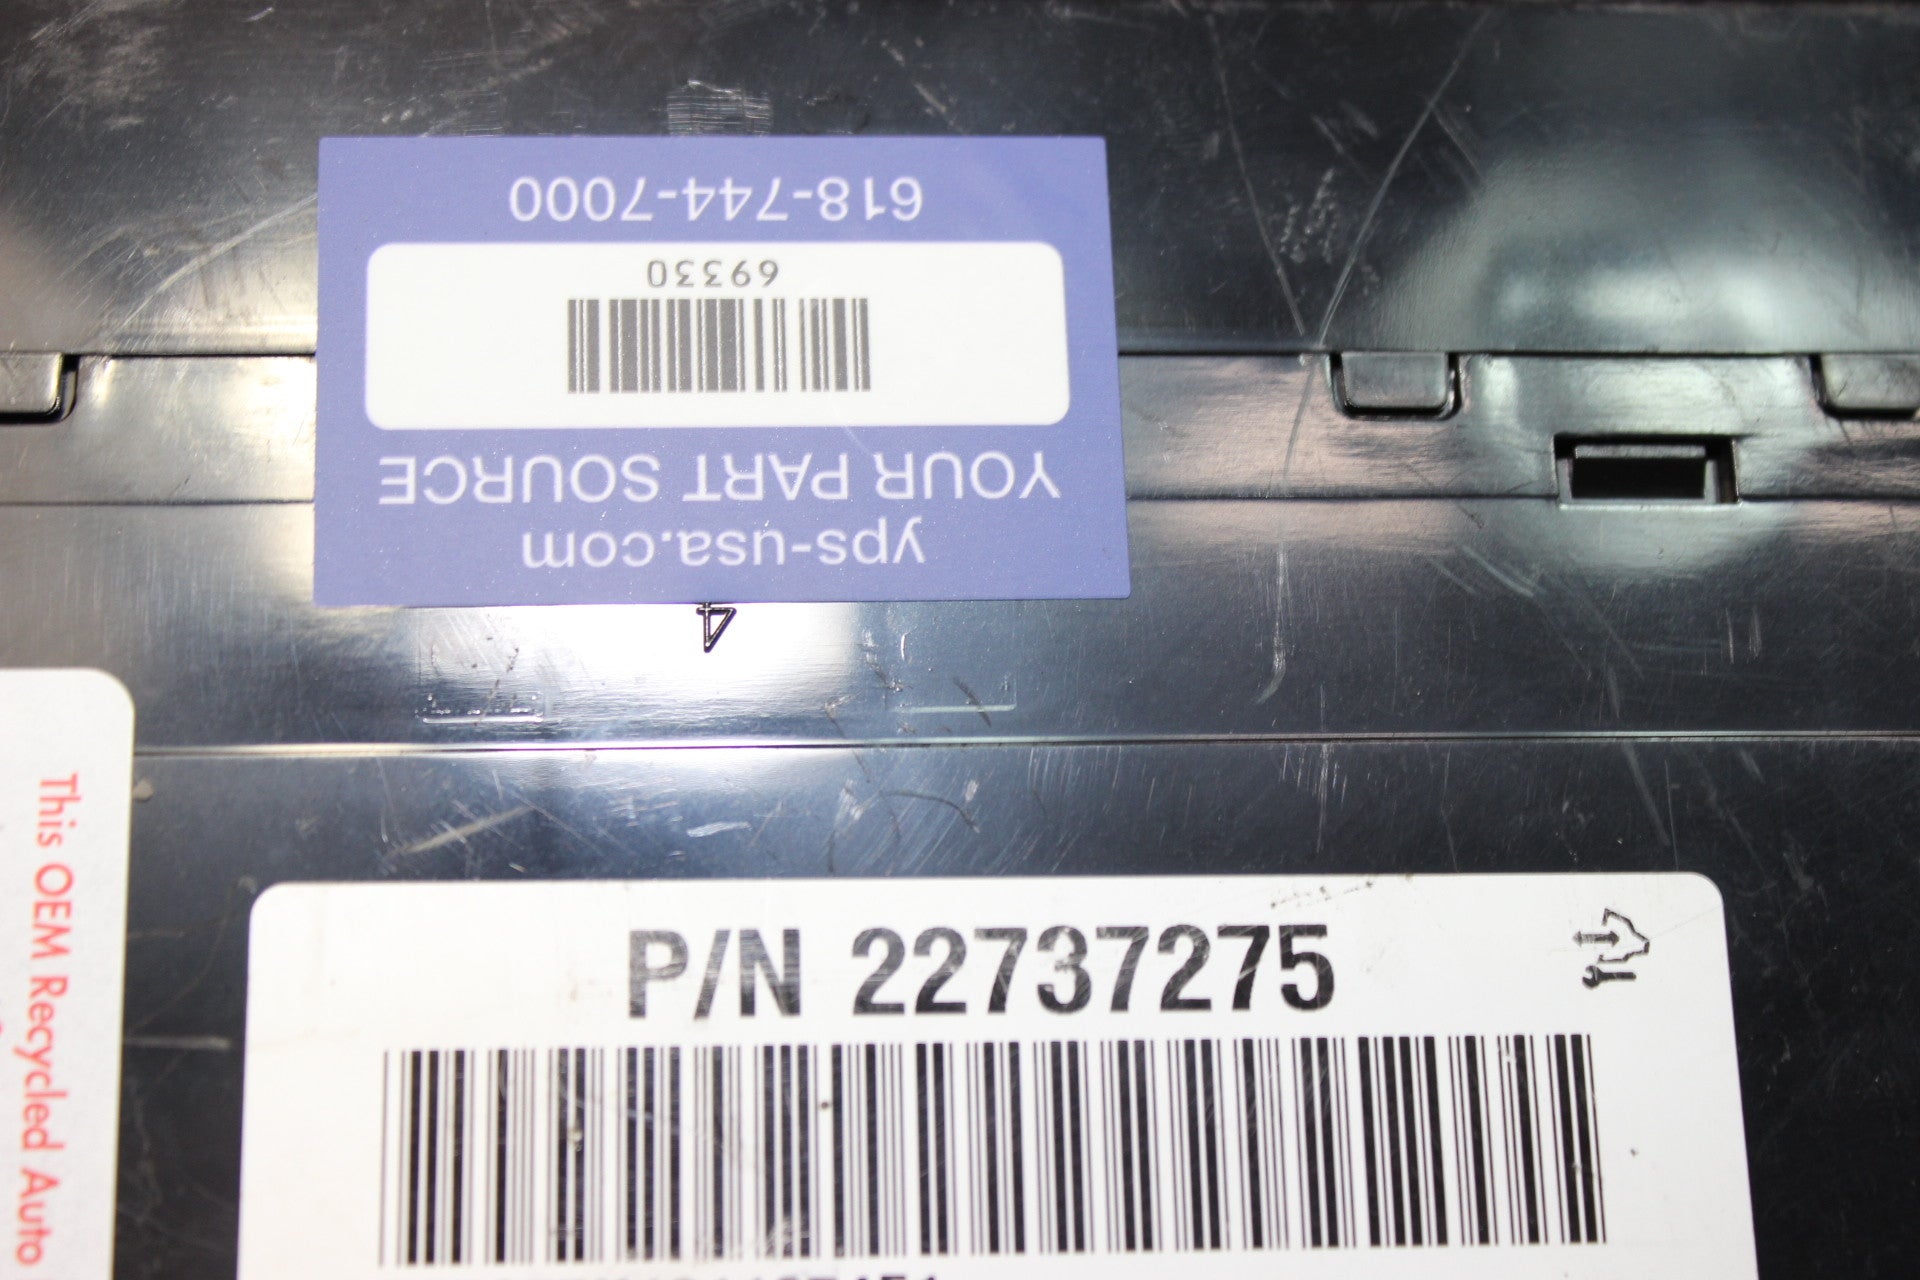 yps-usa.com
YOUR PART SOURCE
69330
618-744-7000
4
This OEM Recycled Auto
P/N 22737275